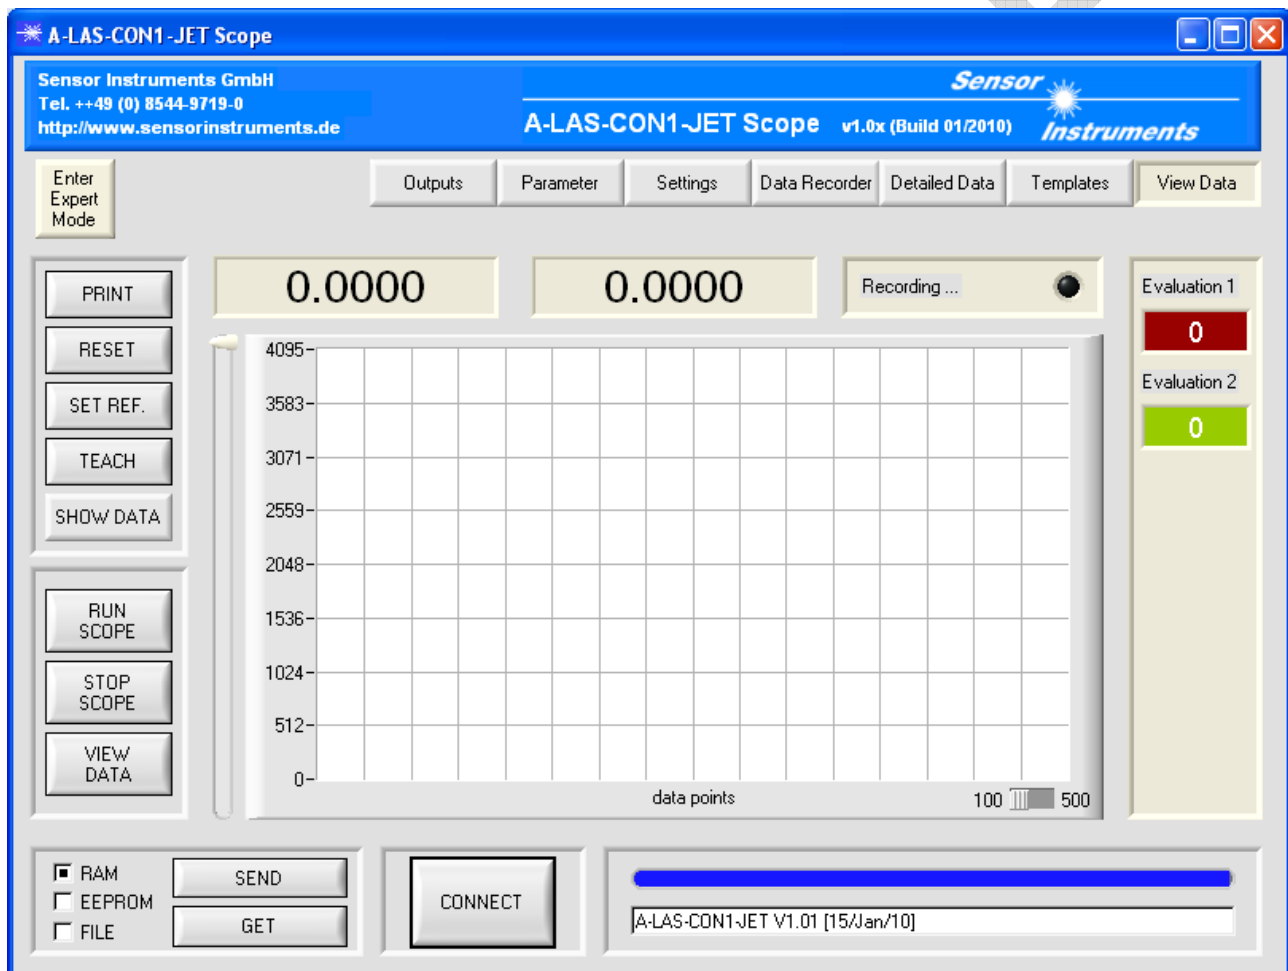 A-LAS-CON1-JET Scope
Sensor Instruments GmbH
Tel. ++49 (0) 8544-9719-0
http://www.sensorinstruments.de
A-LAS-CON1-JET Scope v1.0x (Build 01/2010)
Sensor
Instruments
Enter
Expert
Mode
Outputs
Parameter
Settings
Data Recorder
Detailed Data
Templates
View Data
PRINT
RESET
SET REF.
TEACH
SHOW DATA
RUN
SCOPE
STOP
SCOPE
VIEW
DATA
0.0000
0.0000
Recording ...
4095
3583
3071
2559
2048
1536
1024
512
0
data points
100
500
Evaluation 1
0
Evaluation 2
0
RAM
EEPROM
FILE
SEND
GET
CONNECT
A-LAS-CON1-JET V1.01 [15/Jan/10]